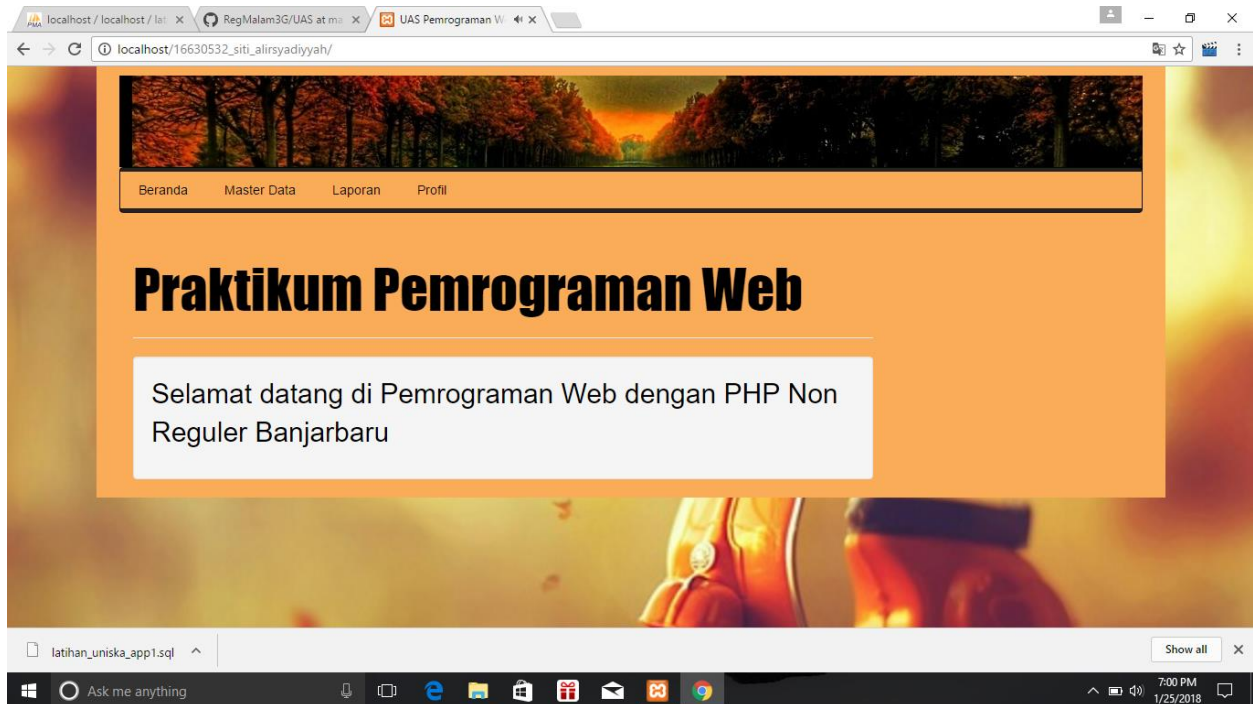 localhost / localhost / lat
RegMalam3G/UAS at ma
UAS Pemrograman W
localhost/16630532_siti_alirsyadiyyah/
Beranda Master Data Laporan Profil
Praktikum Pemrograman Web
Selamat datang di Pemrograman Web dengan PHP Non
Reguler Banjarbaru
latihan_uniska_app1.sql
Show all
Ask me anything
7:00 PM
1/25/2018